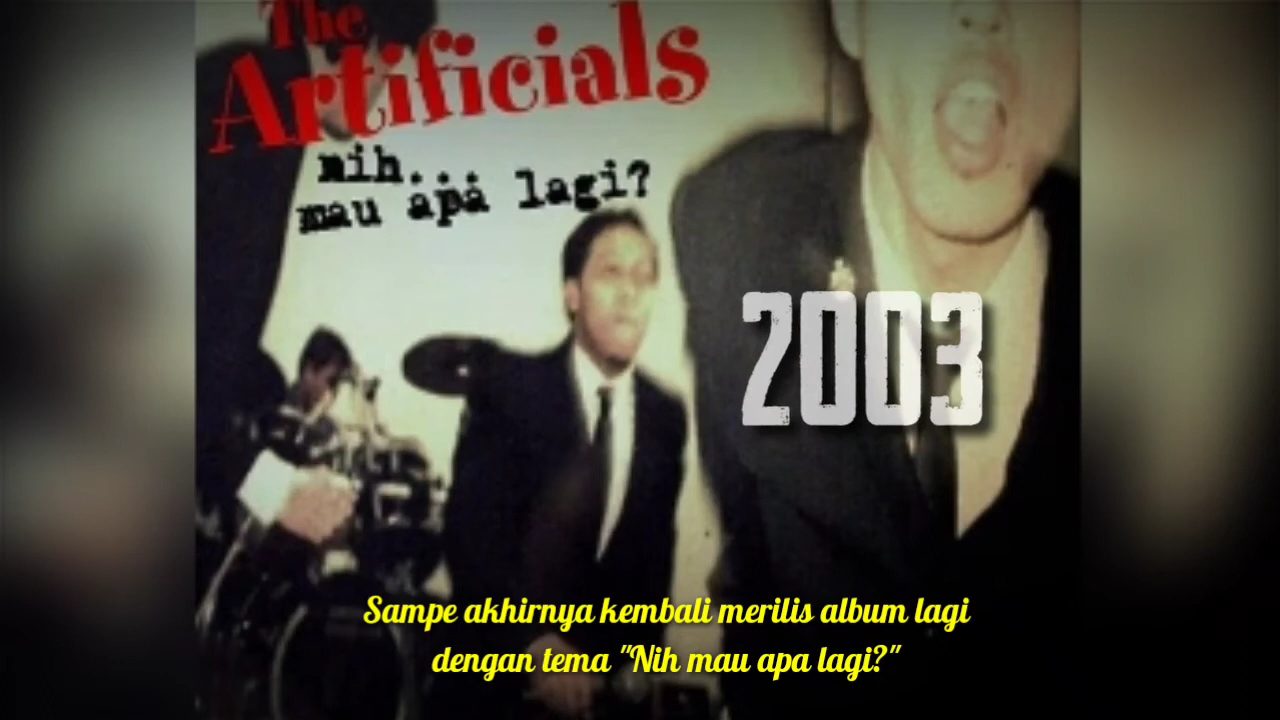 The
Artificials
nih...
mau apa lagi?
2003
Sampe akhirnya kembali merilis album lagi
dengan tema "Nih mau apa lagi?"